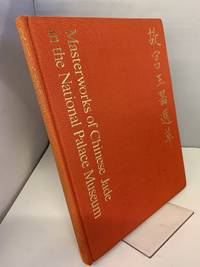 故宮玉器選萃
Masterworks of Chinese Jade
in the National Palace Museum